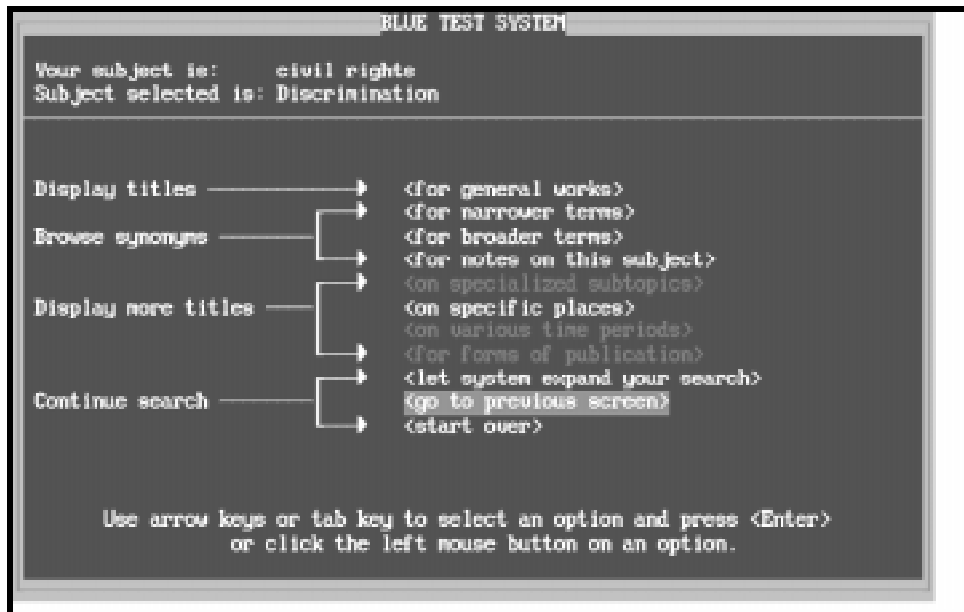 BLUE TEST SYSTEM
Your subject is: civil rights
Subject selected is: Discrimination
Display titles <for general works>
<for narrower terms>
Browse synonyms <for broader terms>
<for notes on this subject>
<on specialized subtopics>
Display more titles <on specific places>
<on various time periods>
<for forms of publication>
<let system expand your search>
Continue search <go to previous screen>
<start over>
Use arrow keys or tab key to select an option and press <Enter>
or click the left mouse button on an option.